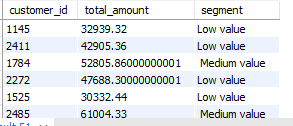 customer_id total_amount segment
1145 32939.32 Low value
2411 42905.36 Low value
1784 52805.86000000001 Medium value
2272 47688.30000000001 Low value
1525 30332.44 Low value
2485 61004.33 Medium value